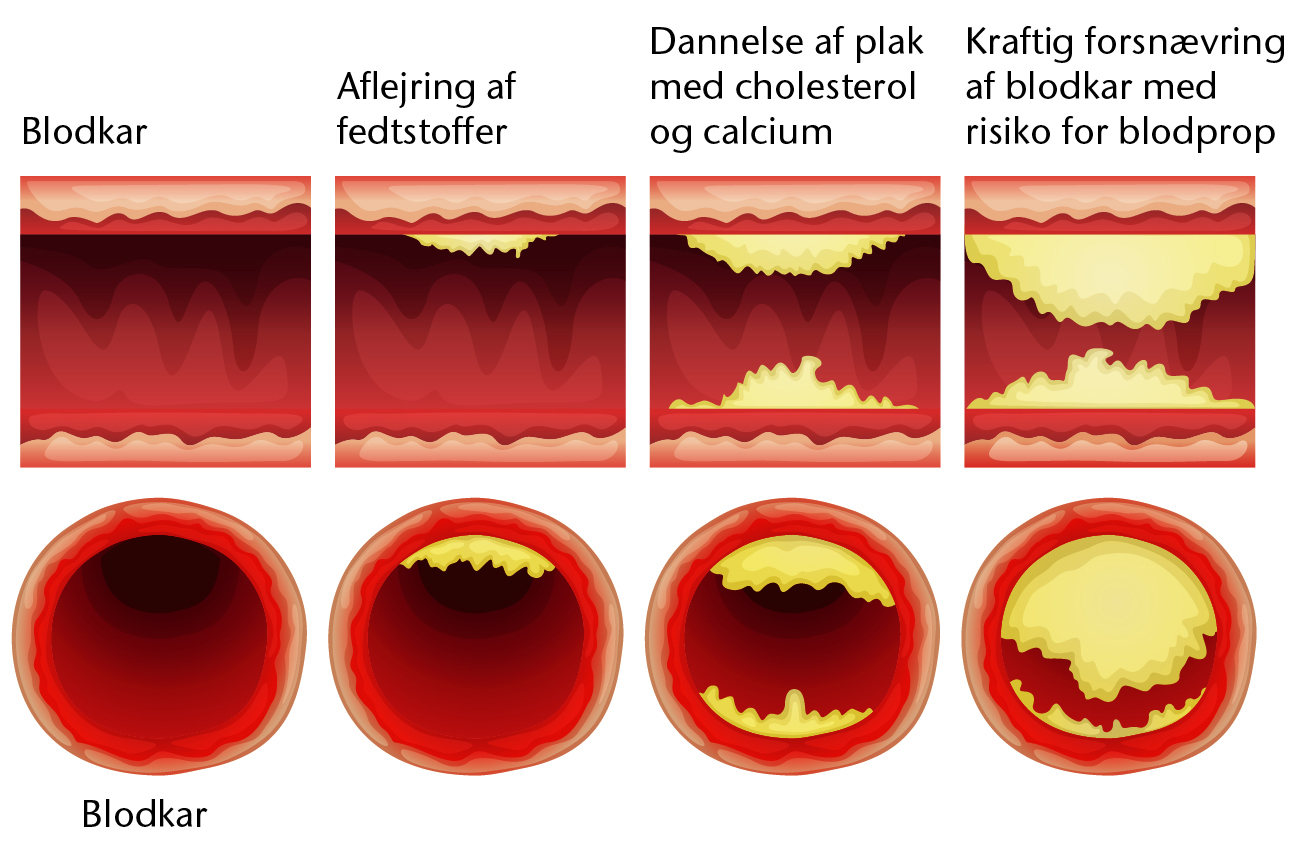 Blodkar
Aflejring af
fedtstoffer
Dannelse af plak
med cholesterol
og calcium
Kraftig forsnævring
af blodkar med
risiko for blodprop
Blodkar